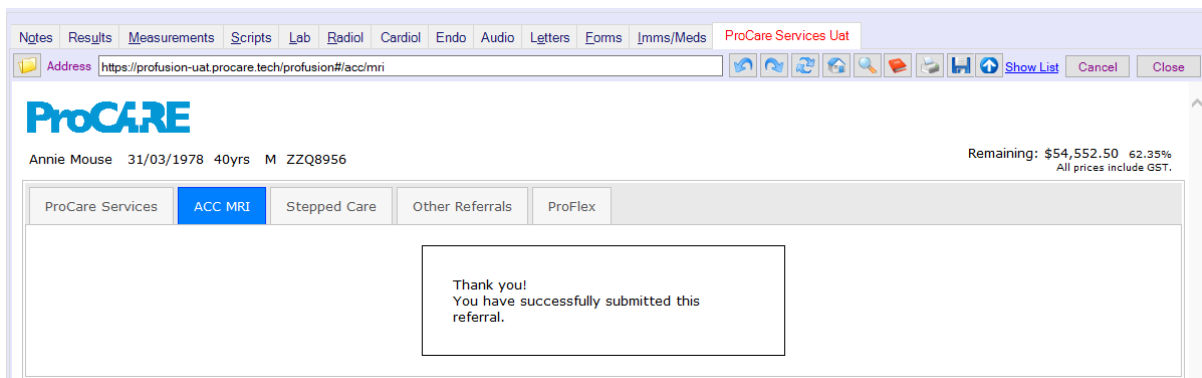 Notes Results Measurements Scripts Lab Radiol Cardiol Endo Audio Letters Forms Imms/Meds ProCare Services Uat
Address https://profusion-uat.procare.tech/profusion#/acc/mri Show List Cancel Close
ProCARE
Annie Mouse 31/03/1978 40yrs M ZZQ8956 Remaining: $54,552.50 62.35%
All prices include GST.
ProCare Services ACC MRI Stepped Care Other Referrals ProFlex
Thank you!
You have successfully submitted this
referral.